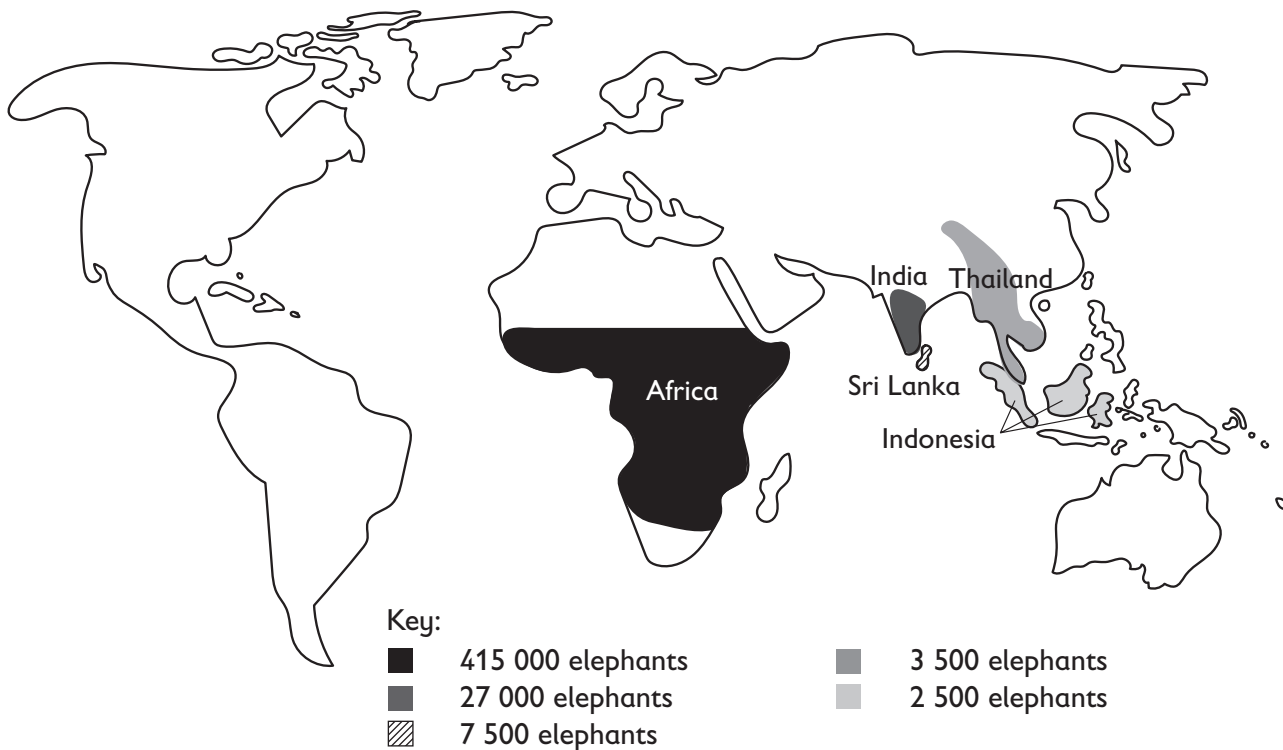 India
Thailand
Africa
Sri Lanka
Indonesia
Key:
415 000 elephants
27 000 elephants
7 500 elephants
3 500 elephants
2 500 elephants